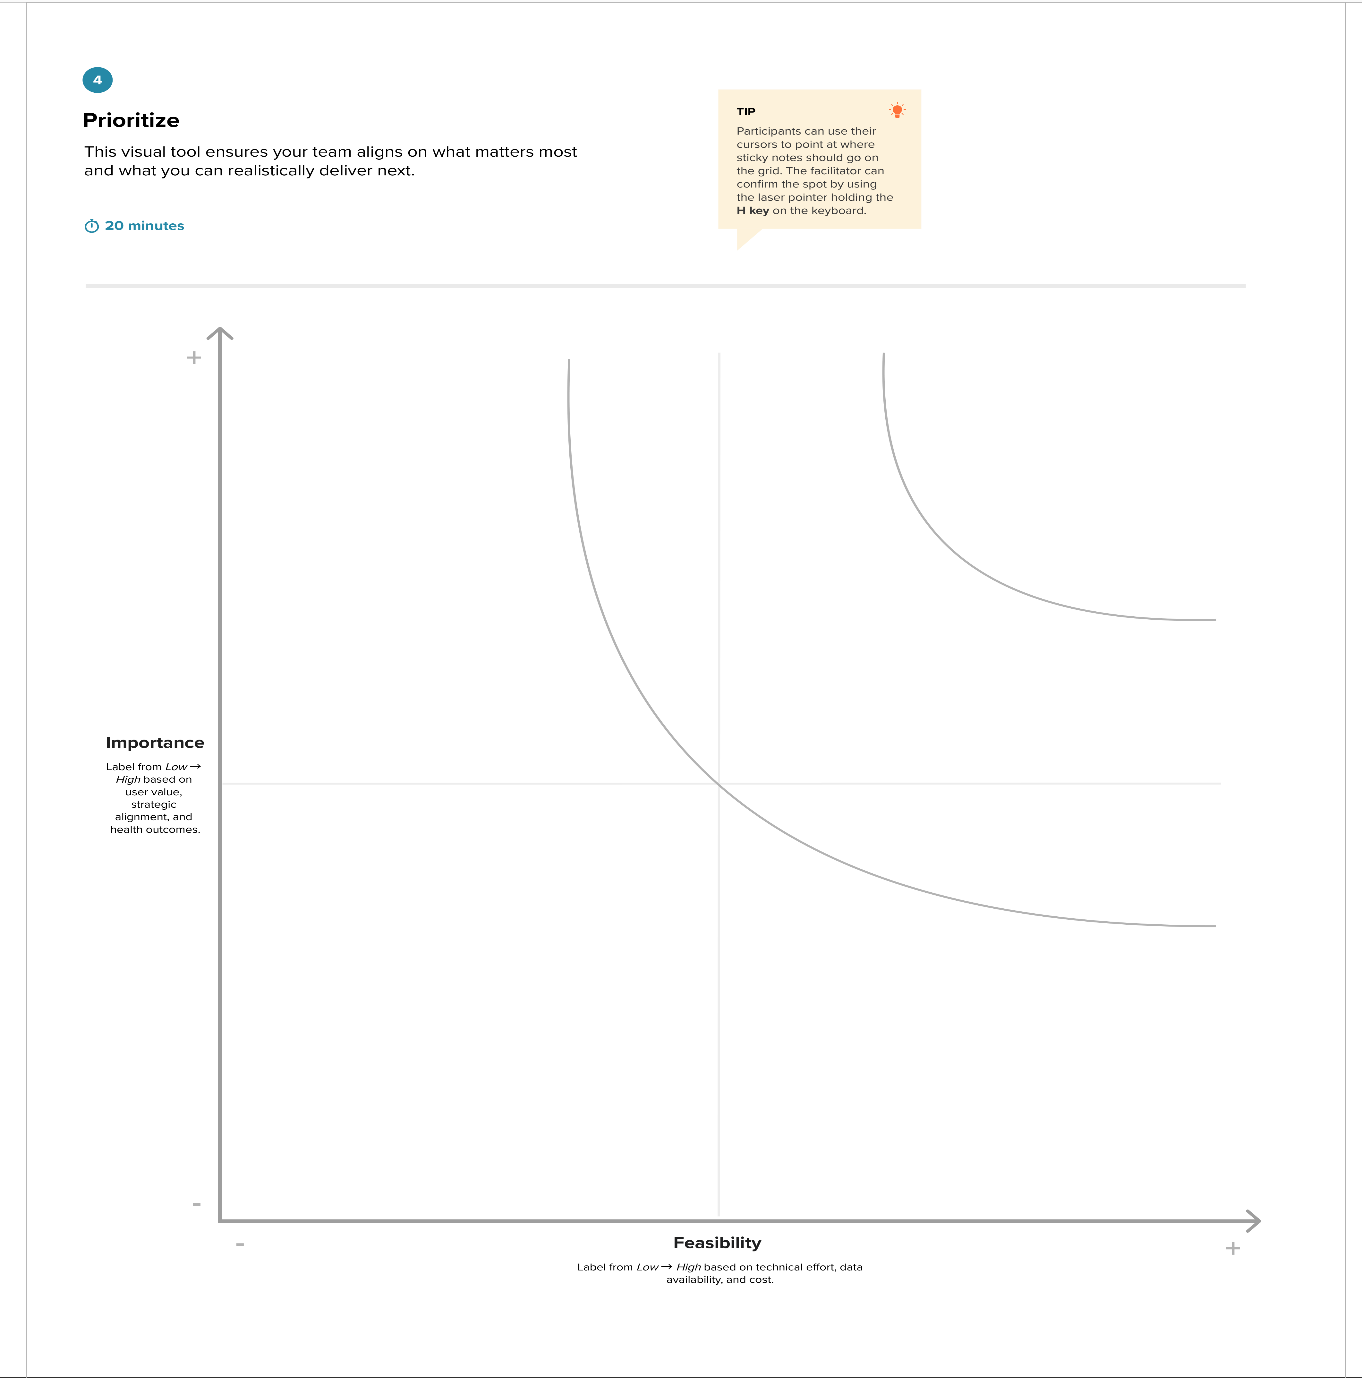 4
Prioritize
This visual tool ensures your team aligns on what matters most
and what you can realistically deliver next.
20 minutes
TIP
Participants can use their
cursors to point at where
sticky notes should go on
the grid. The facilitator can
confirm the spot by using
the laser pointer holding the
H key on the keyboard.
+
Importance
Label from Low →
High based on
user value,
strategic
alignment, and
health outcomes.
-
-
Feasibility
+
Label from Low → High based on technical effort, data
availability, and cost.